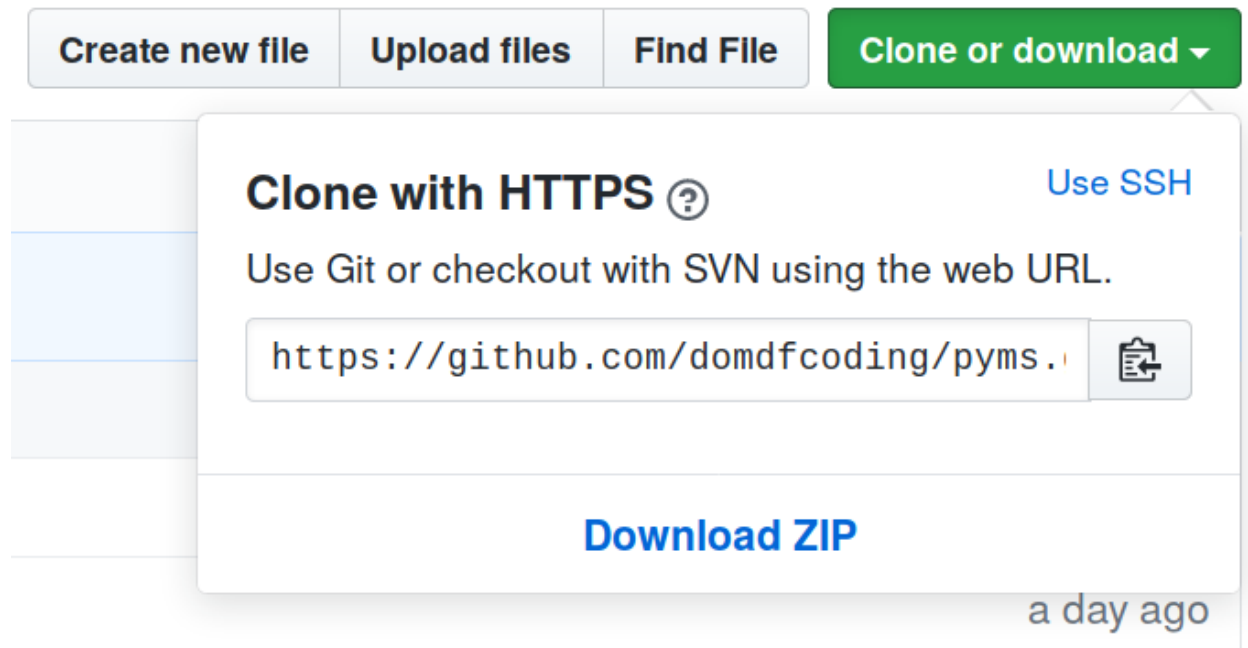 Create new file Upload files Find File Clone or download
Clone with HTTPS ? Use SSH
Use Git or checkout with SVN using the web URL.
https://github.com/domdfcoding/pyms.
Download ZIP
a day ago